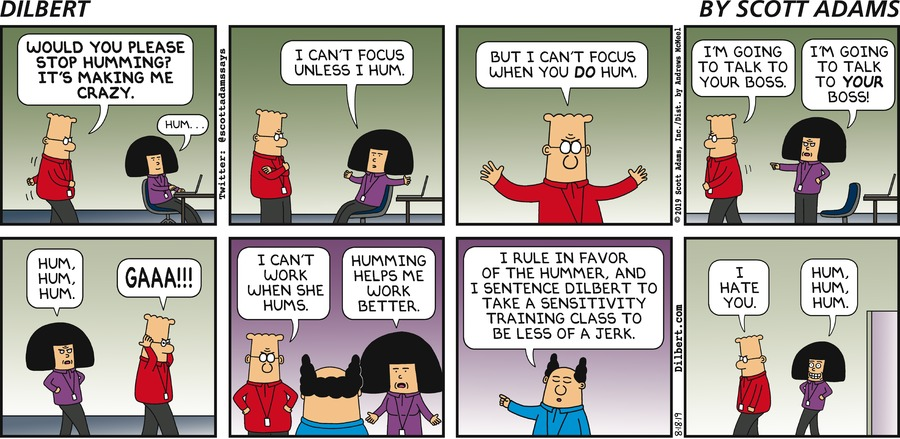 DILBERT
BY SCOTT ADAMS
WOULD YOU PLEASE
STOP HUMMING?
IT'S MAKING ME
CRAZY.
HUM...
Twitter: @scottadamssays
I CAN'T FOCUS
UNLESS I HUM.
BUT I CAN'T FOCUS
WHEN YOU DO HUM.
©2019 Scott Adams, Inc./Dist. by Andrews McMeel
I'M GOING
TO TALK TO
YOUR BOSS.
I'M GOING
TO TALK
TO YOUR
BOSS!
HUM,
HUM,
HUM.
GAAA!!!
I CAN'T
WORK
WHEN SHE
HUMS.
HUMMING
HELPS ME
WORK
BETTER.
I RULE IN FAVOR
OF THE HUMMER, AND
I SENTENCE DILBERT TO
TAKE A SENSITIVITY
TRAINING CLASS TO
BE LESS OF A JERK.
8-18-19
Dilbert.com
I
HATE
YOU.
HUM,
HUM,
HUM.